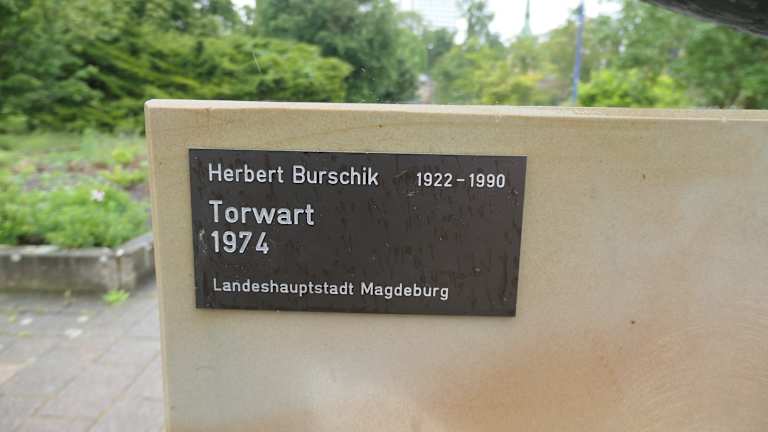 Herbert Burschik 1922 – 1990
Torwart
1974
Landeshauptstadt Magdeburg